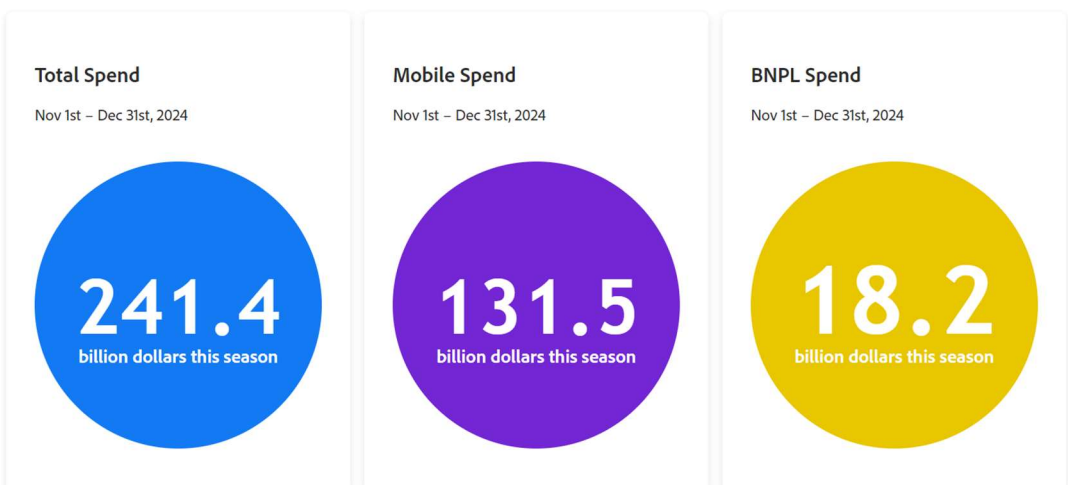 Total Spend
Nov 1st – Dec 31st, 2024
241.4
billion dollars this season
Mobile Spend
Nov 1st – Dec 31st, 2024
131.5
billion dollars this season
BNPL Spend
Nov 1st – Dec 31st, 2024
18.2
billion dollars this season